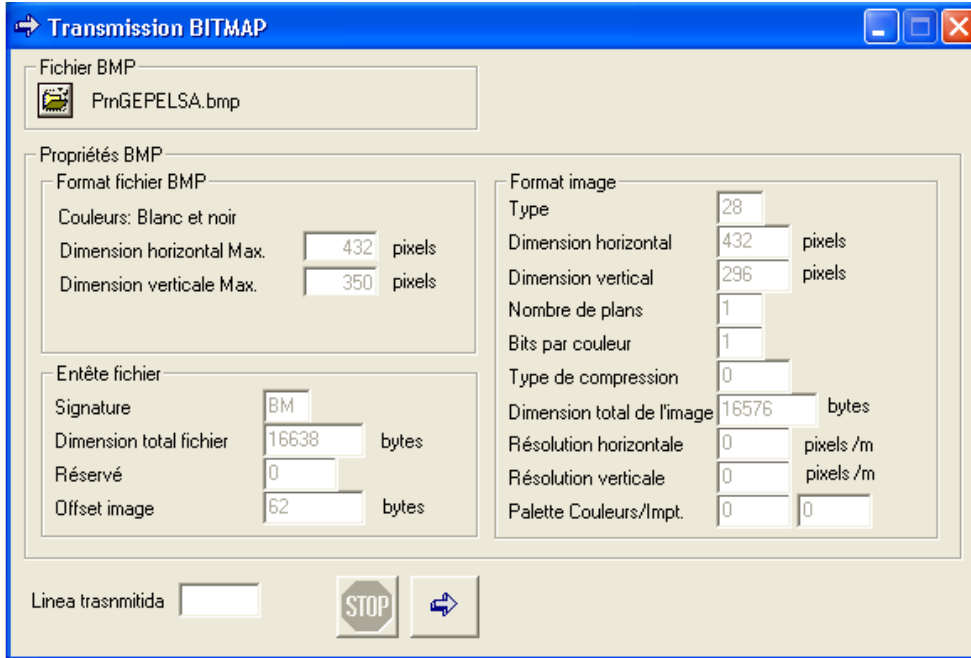 Transmission BITMAP
Fichier BMP
PrnGEPELSA.bmp
Propriétés BMP
Format fichier BMP
Couleurs: Blanc et noir
Dimension horizontal Max. 432 pixels
Dimension verticale Max. 350 pixels
Entête fichier
Signature BM
Dimension total fichier 16638 bytes
Réservé 0
Offset image 62 bytes
Format image
Type 28
Dimension horizontal 432 pixels
Dimension vertical 296 pixels
Nombre de plans 1
Bits par couleur 1
Type de compression 0
Dimension total de l'image 16576 bytes
Résolution horizontale 0 pixels /m
Résolution verticale 0 pixels /m
Palette Couleurs/Impt. 0 0
Linea trasnmitida
STOP